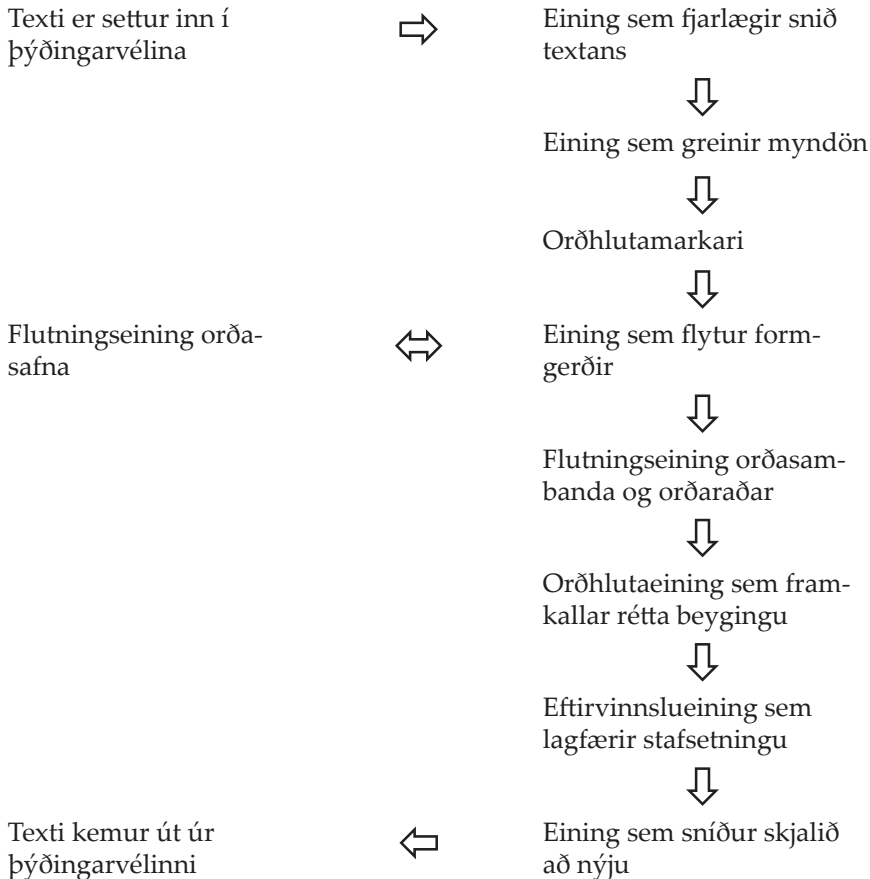 Texti er settur inn í
þýðingarvélina
Eining sem fjarlægir snið
textans
Eining sem greinir myndön
Orðhlutamarkari
Flutningseining orða-
safna
Eining sem flytur form-
gerðir
Flutningseining orðasam-
banda og orðaraðar
Orðhlutaeining sem fram-
kallar rétta beygingu
Eftirvinnslueining sem
lagfærir stafsetningu
Eining sem sníður skjalið
að nýju
Texti kemur út úr
þýðingarvélinni